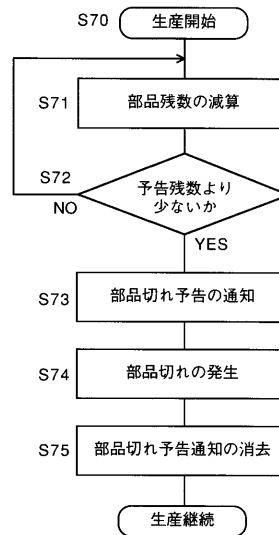 S70
生産開始
S71
部品残数の減算
S72
予告残数より
少ないか
NO
YES
S73
部品切れ予告の通知
S74
部品切れの発生
S75
部品切れ予告通知の消去
生産継続